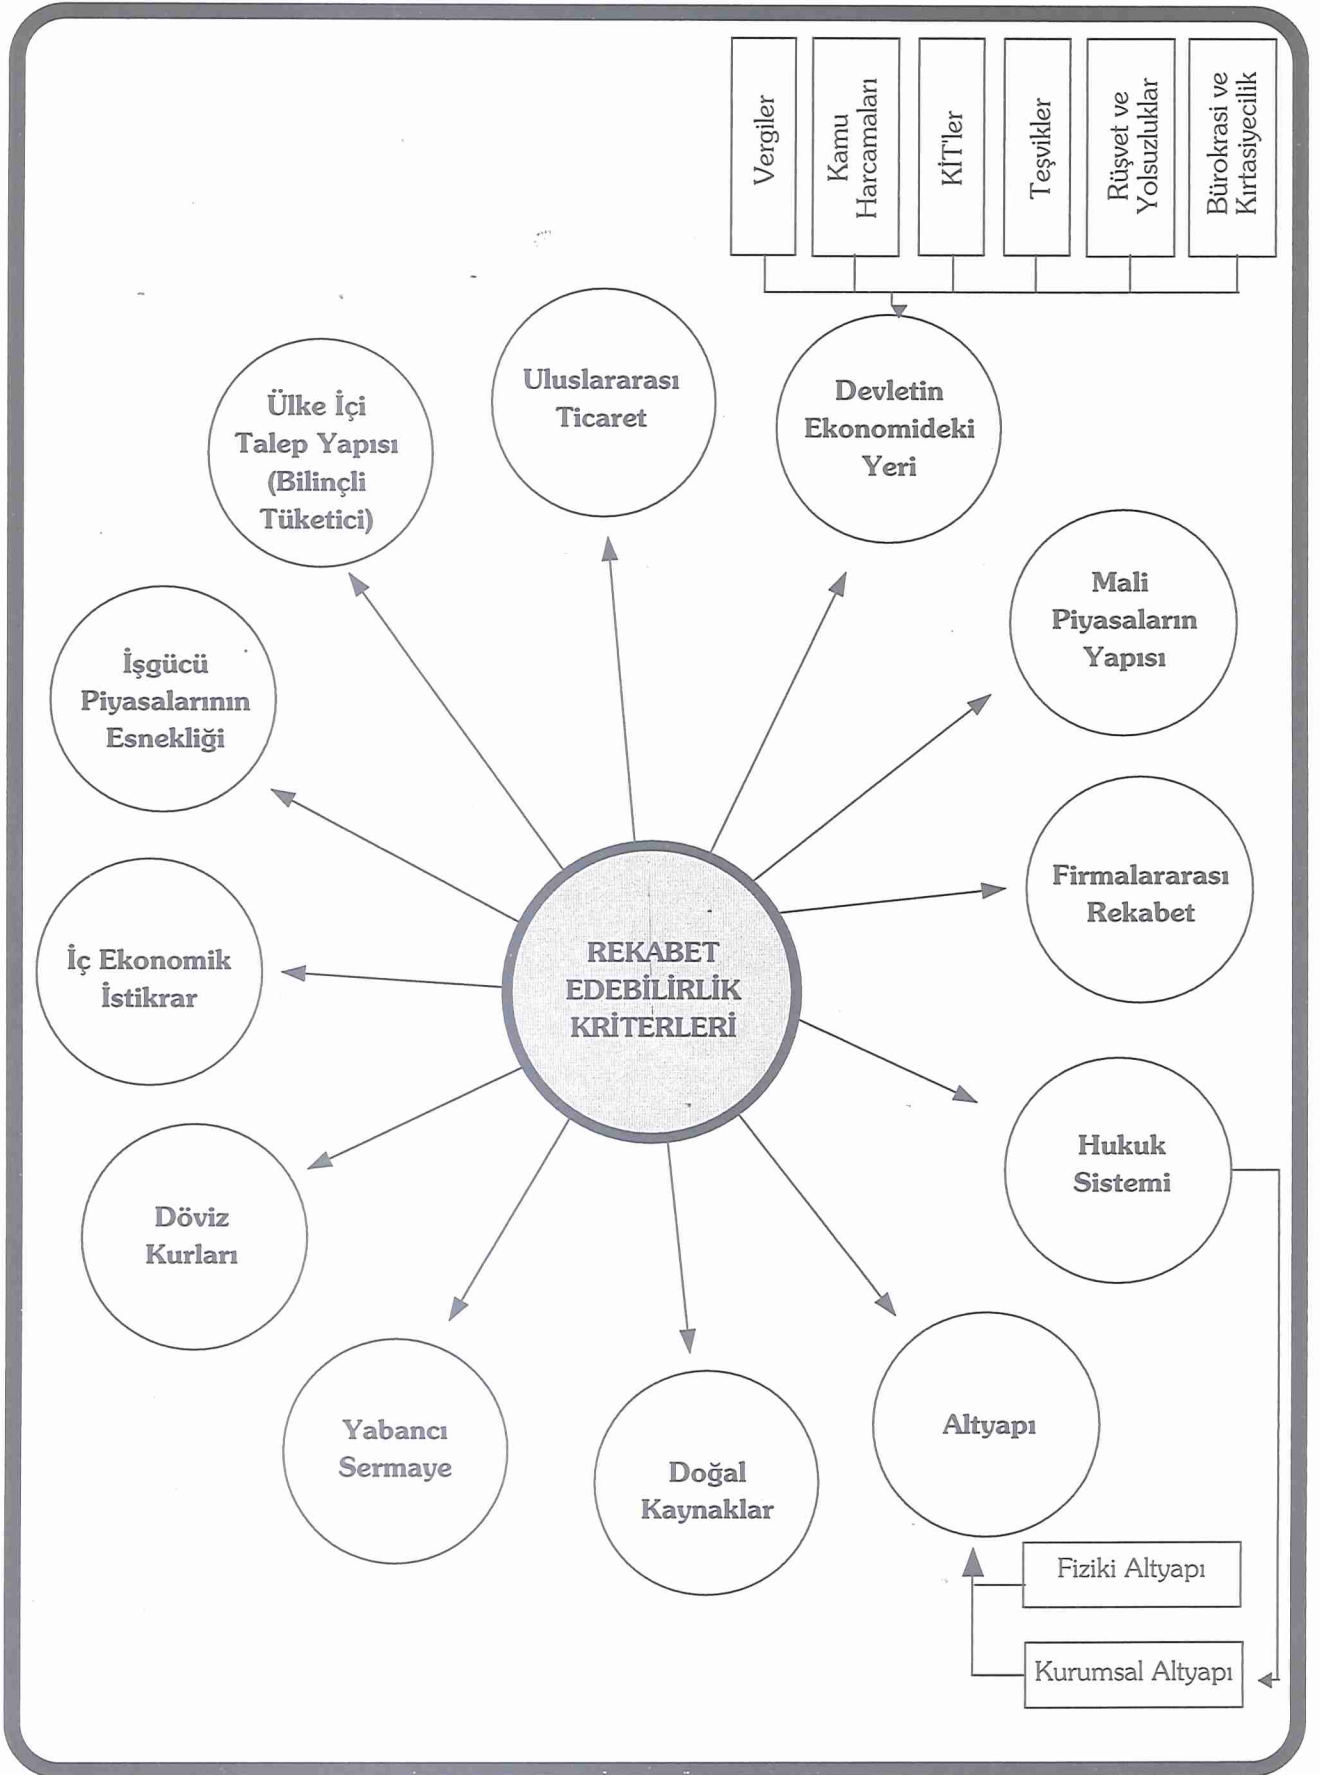 Vergiler
Kamu
Harcamaları
KİT'ler
Teşvikler
Rüşvet ve
Yolsuzluklar
Bürokrasi ve
Kırtasiyecilik
Ülke İçi
Talep Yapısı
(Bilinçli
Tüketici)
Uluslararası
Ticaret
Devletin
Ekonomideki
Yeri
Mali
Piyasaların
Yapısı
İşgücü
Piyasalarının
Esnekliği
Firmalararası
Rekabet
İç Ekonomik
İstikrar
REKABET
EDEBİLİRLİK
KRİTERLERİ
Hukuk
Sistemi
Döviz
Kurları
Yabancı
Sermaye
Doğal
Kaynaklar
Altyapı
Fiziki Altyapı
Kurumsal Altyapı